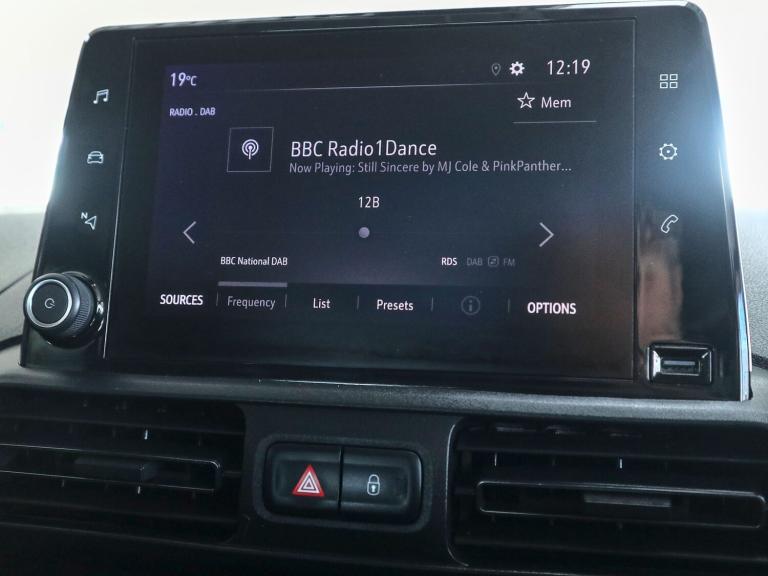 19°C
12:19
RADIO . DAB
Mem
BBC Radio1Dance
Now Playing: Still Sincere by MJ Cole & PinkPanther...
12B
BBC National DAB
RDS DAB FM
SOURCES Frequency List Presets OPTIONS
N